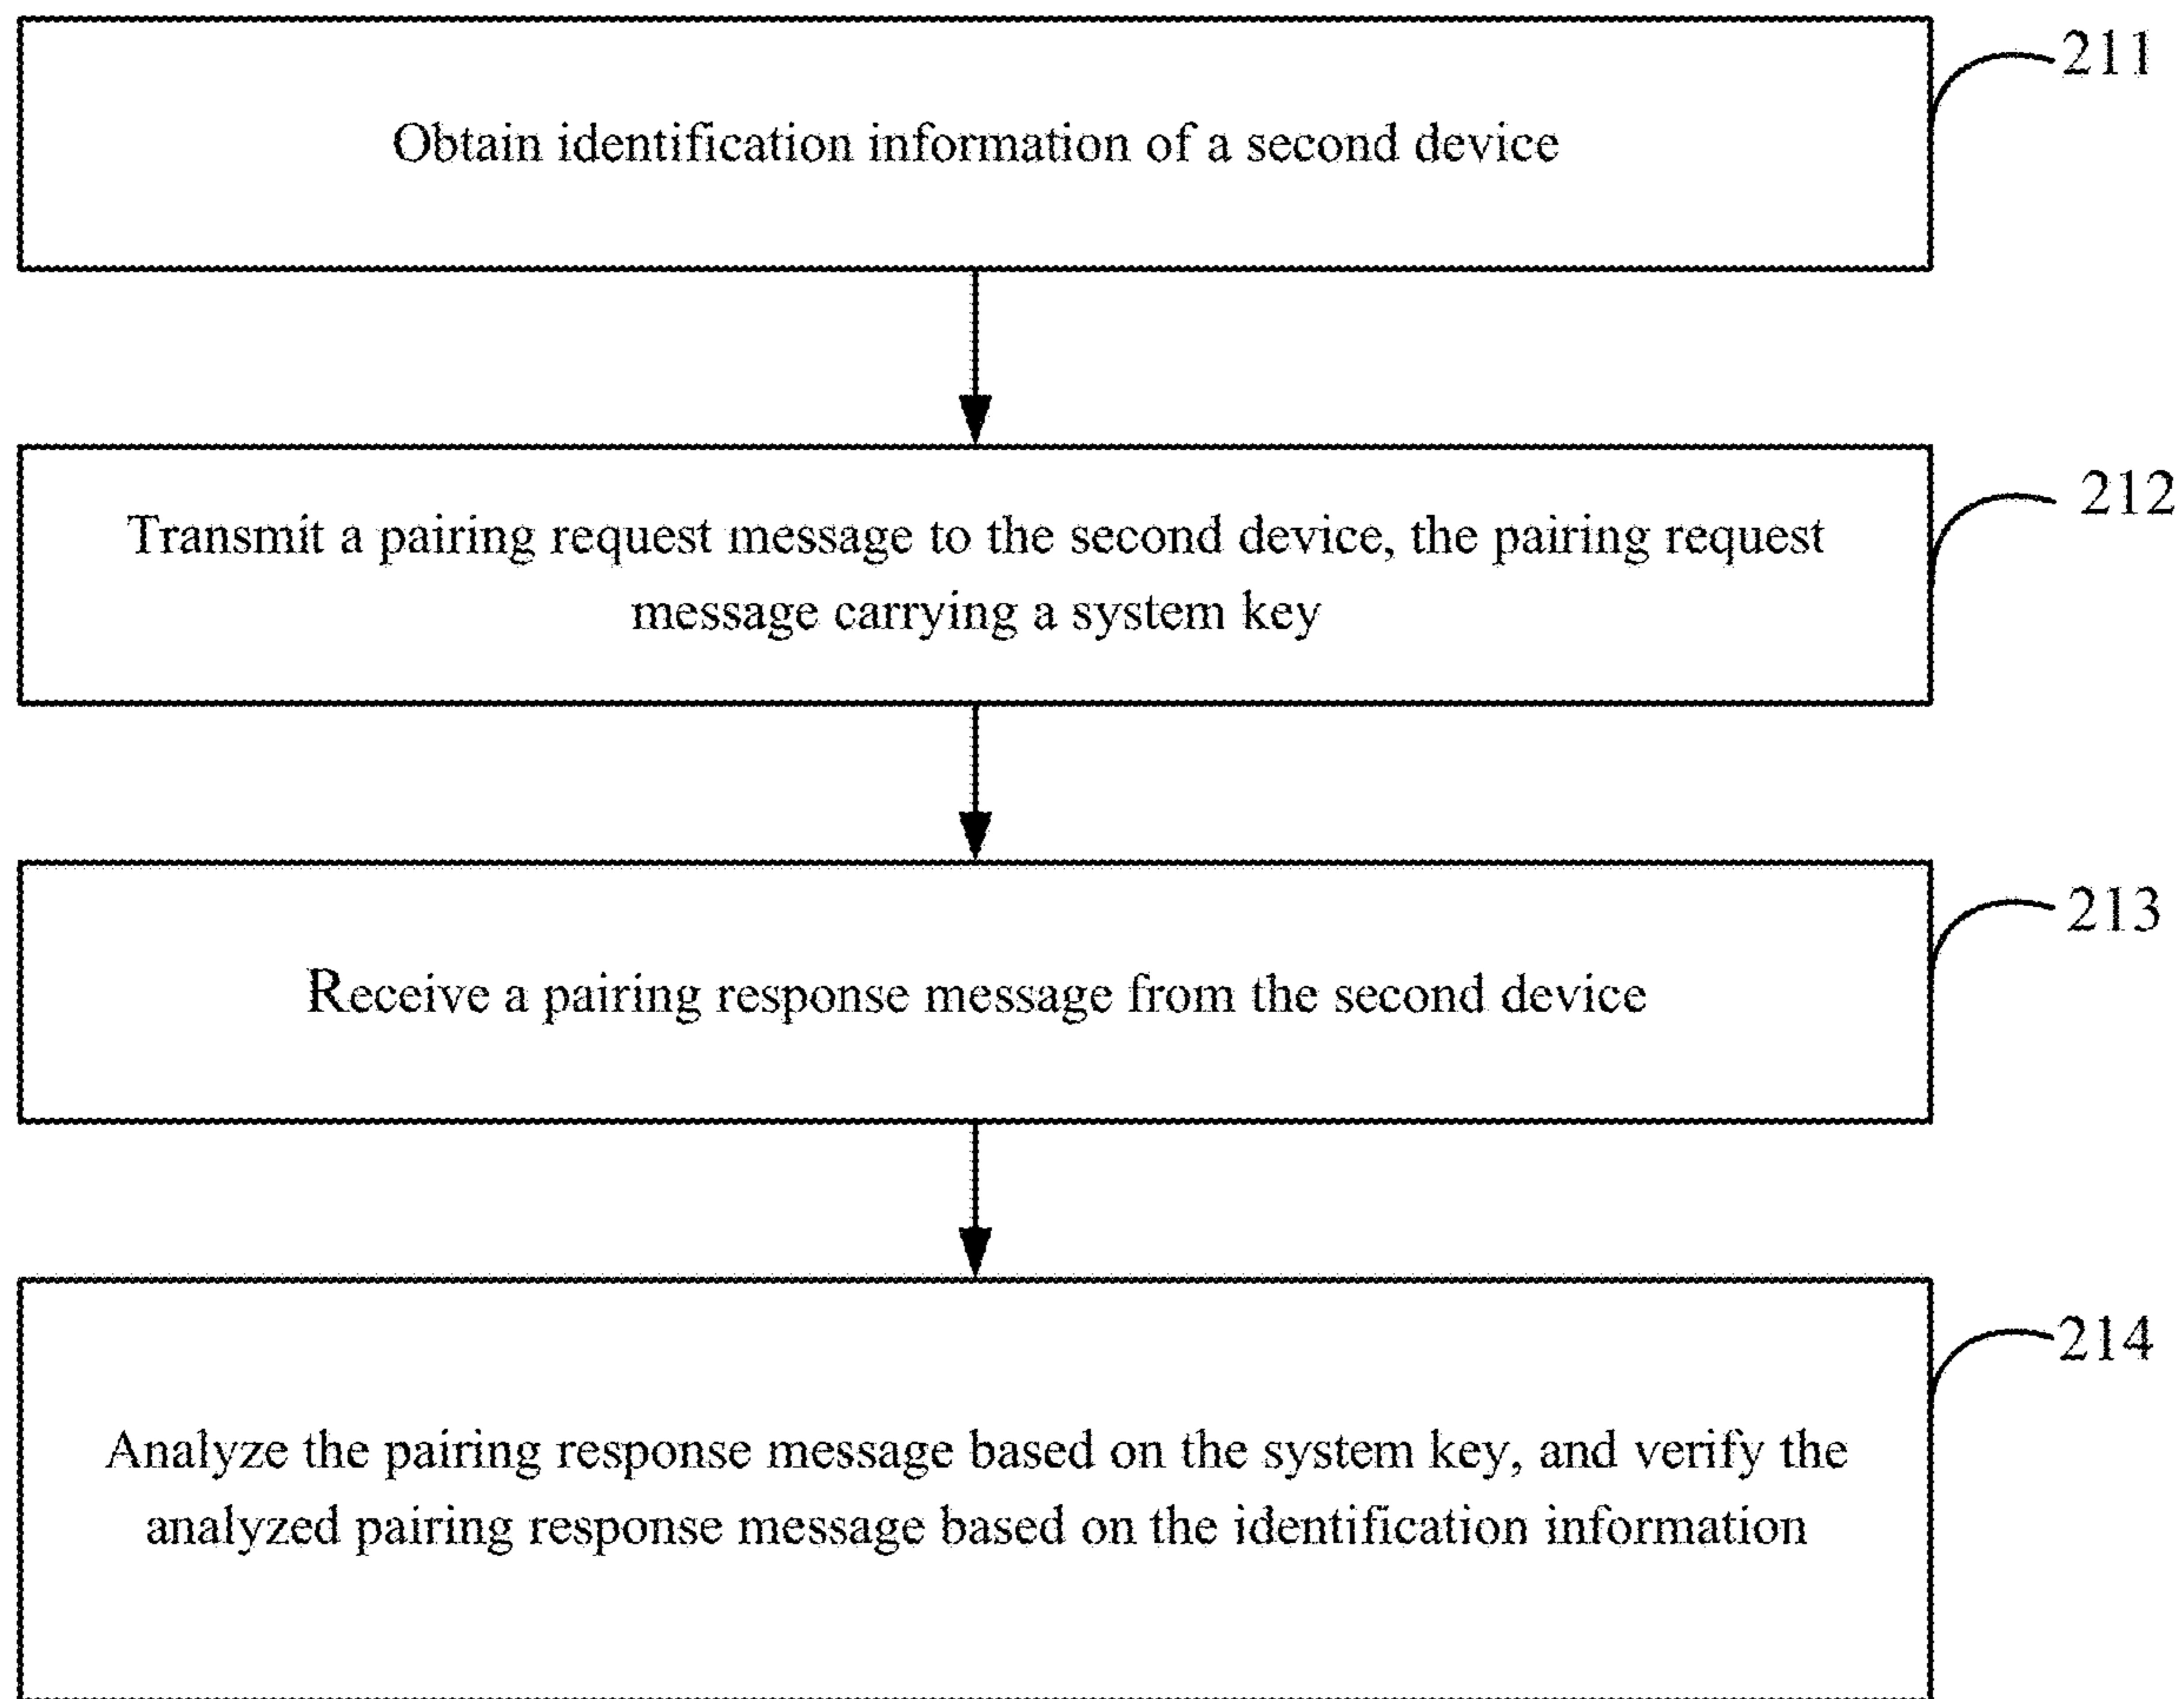 211
Obtain identification information of a second device
212
Transmit a pairing request message to the second device, the pairing request
message carrying a system key
213
Receive a pairing response message from the second device
214
Analyze the pairing response message based on the system key, and verify the
analyzed pairing response message based on the identification information